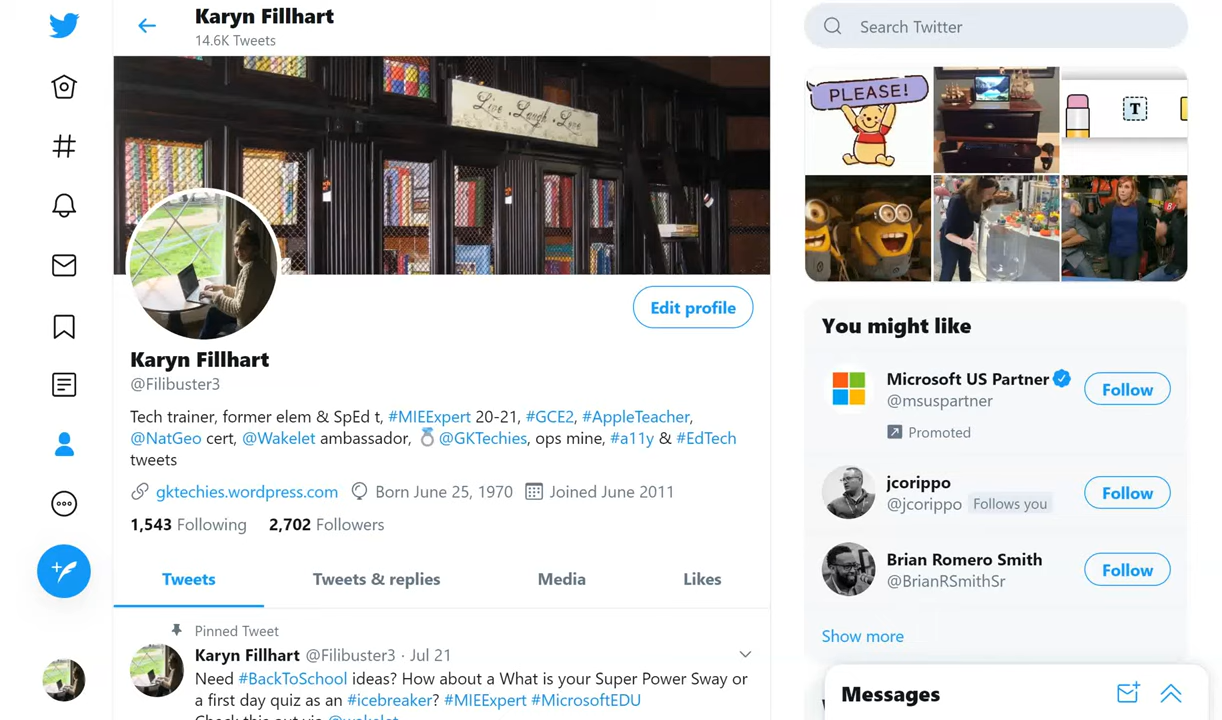 Karyn Fillhart
14.6K Tweets
Search Twitter
Live . Laugh . Love
PLEASE!
T
Edit profile
Karyn Fillhart
@Filibuster3
Tech trainer, former elem & SpEd t, #MIEExpert 20-21, #GCE2, #AppleTeacher,
@NatGeo cert, @Wakelet ambassador, 💍@GKTechies, ops mine, #a11y & #EdTech
tweets
gktechies.wordpress.com Born June 25, 1970 Joined June 2011
1,543 Following 2,702 Followers
Tweets Tweets & replies Media Likes
Pinned Tweet
Karyn Fillhart @Filibuster3 · Jul 21
Need #BackToSchool ideas? How about a What is your Super Power Sway or
a first day quiz as an #icebreaker? #MIEExpert #MicrosoftEDU
Check this out via @wakelet
You might like
Microsoft US Partner
@msuspartner
Follow
Promoted
jcorippo
@jcorippo Follows you
Follow
Brian Romero Smith
@BrianRSmithSr
Follow
Show more
Messages